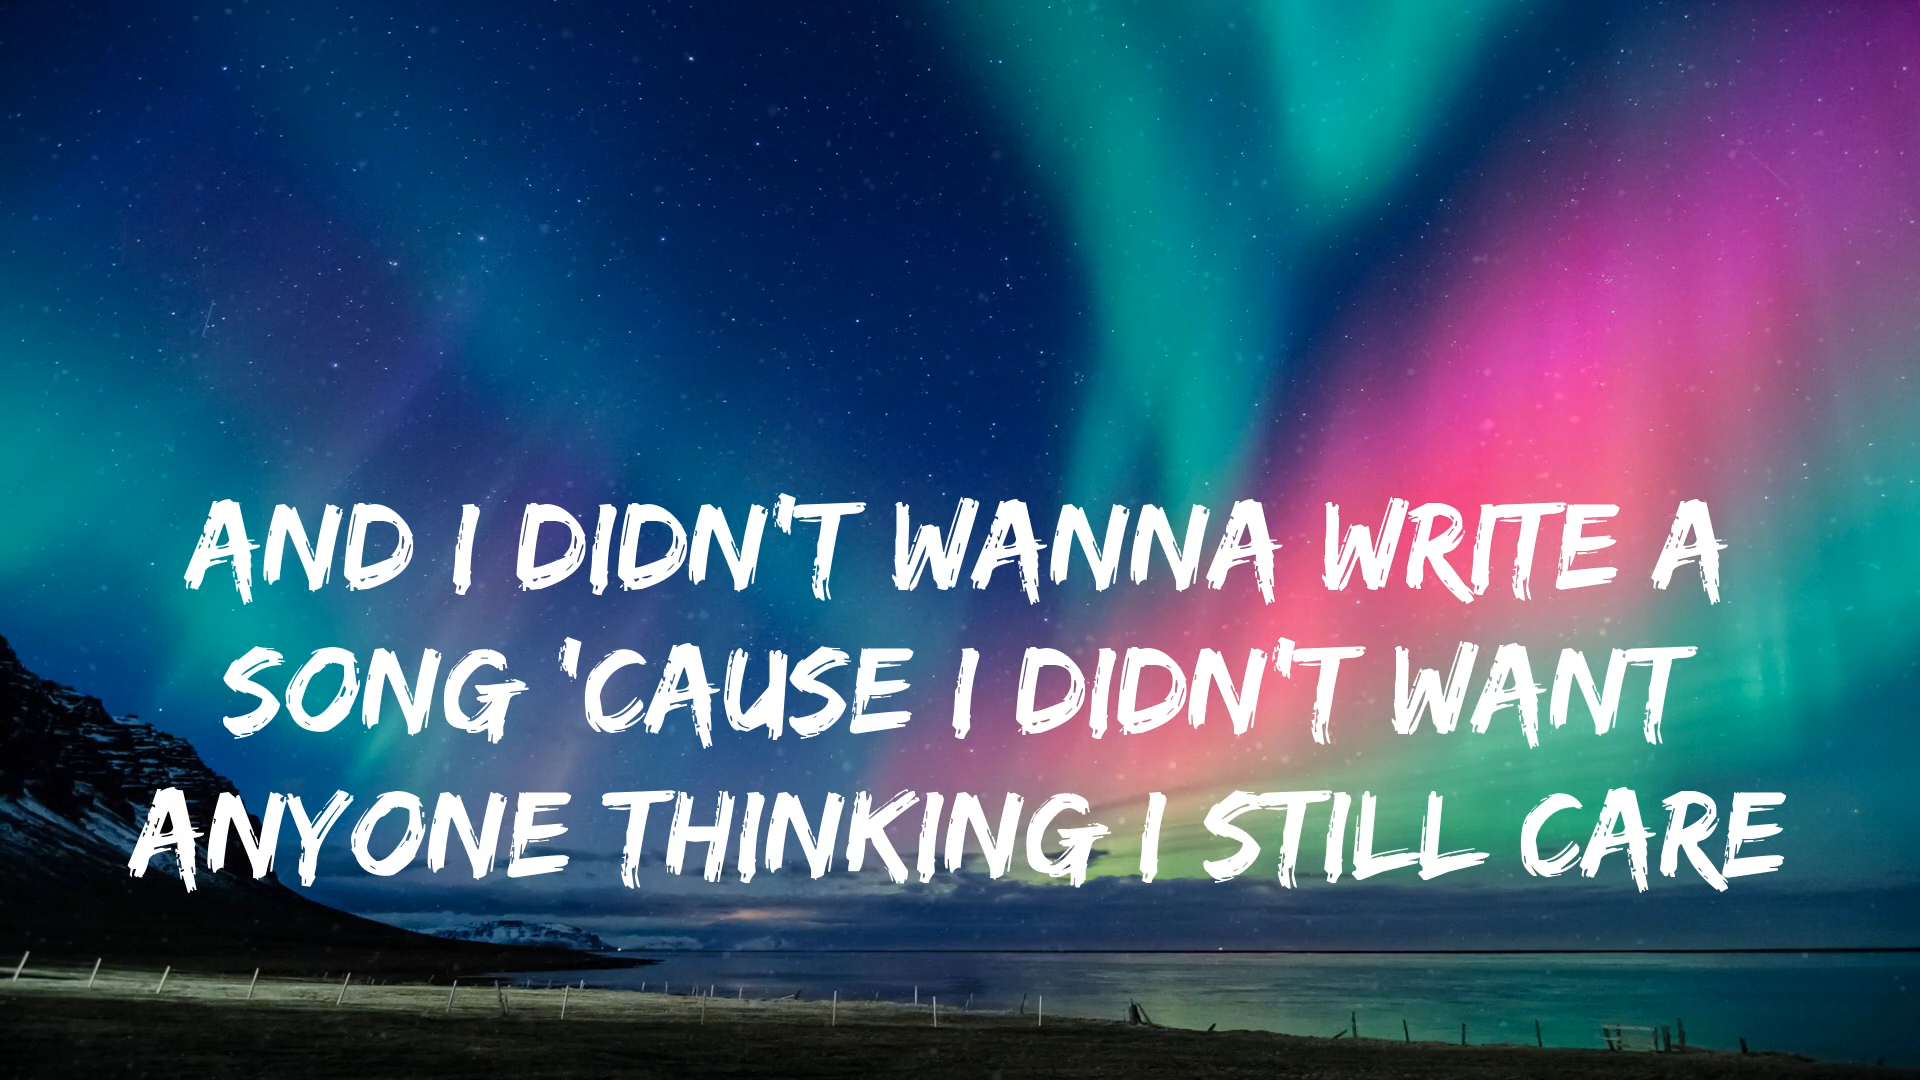 AND I DIDN'T WANNA WRITE A
SONG 'CAUSE I DIDN'T WANT
ANYONE THINKING I STILL CARE